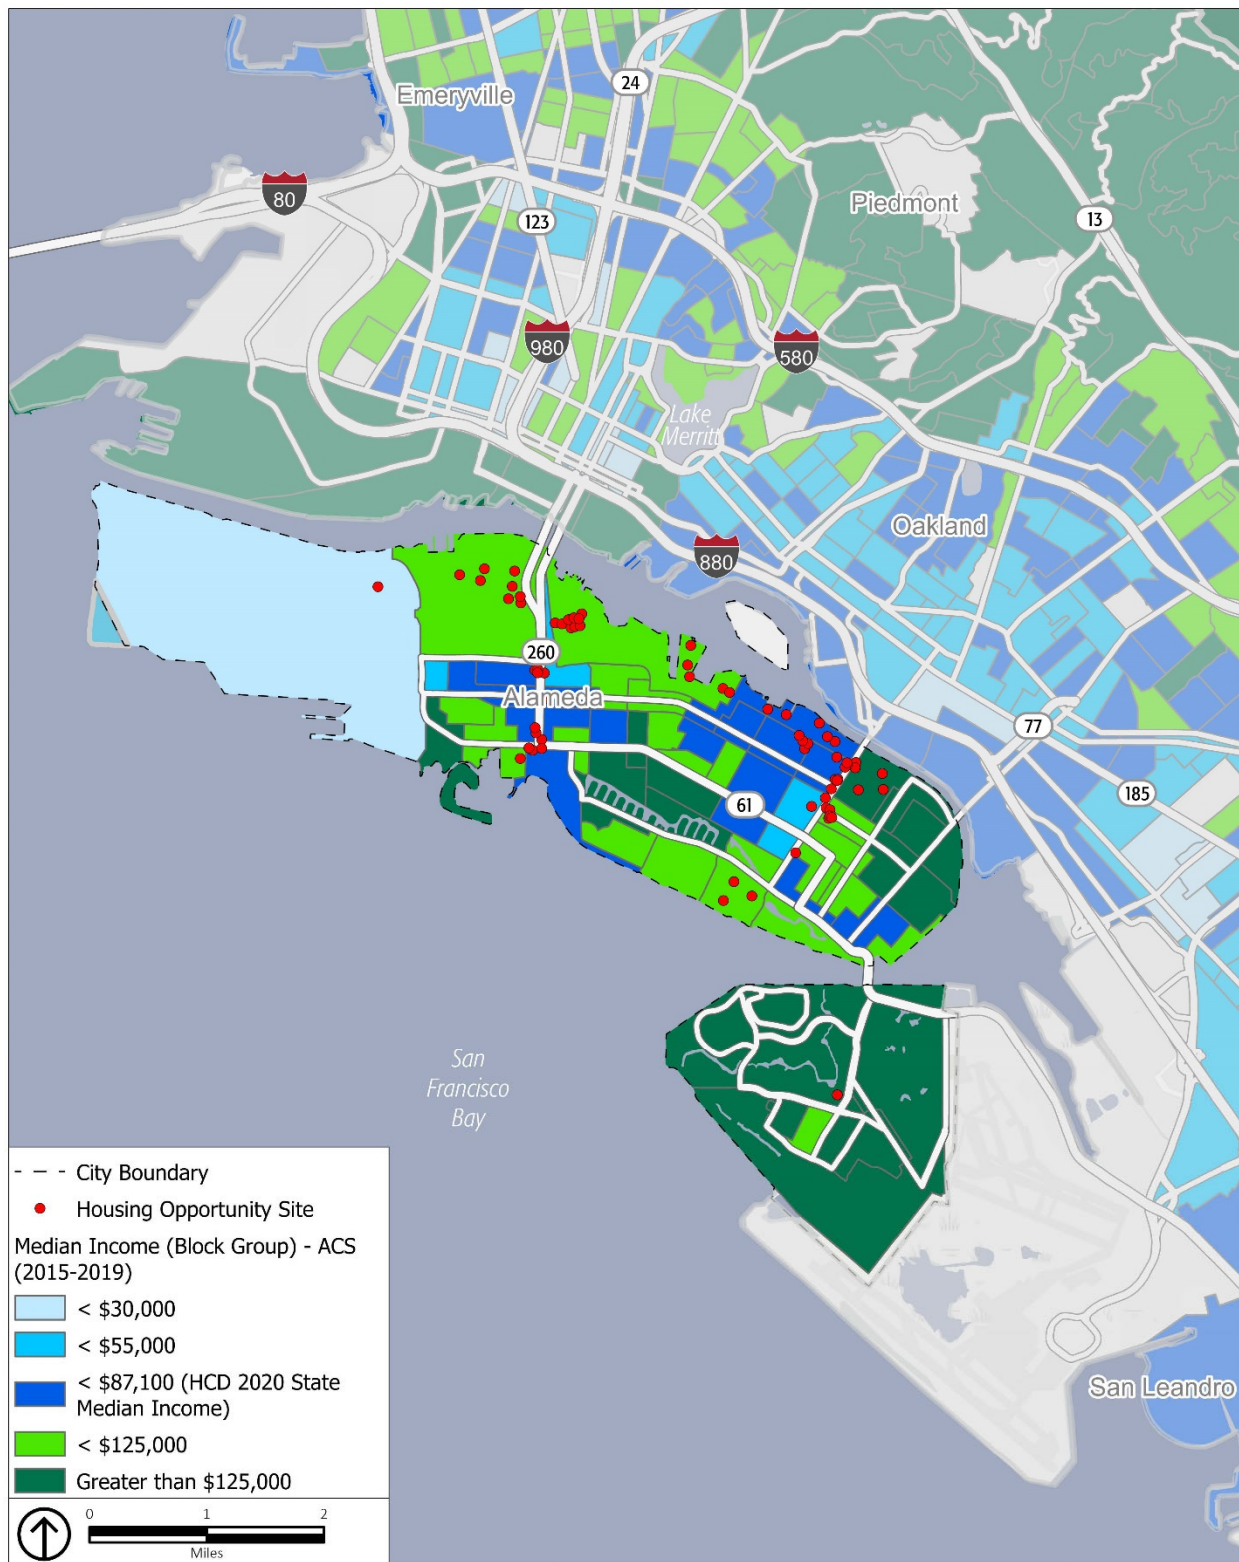 24
Emeryville
80
Piedmont
123
13
980
580
Lake
Merritt
Oakland
880
260
Alameda
77
61
185
San
Francisco
Bay
City Boundary
Housing Opportunity Site
Median Income (Block Group) - ACS
(2015-2019)
< $30,000
< $55,000
< $87,100 (HCD 2020 State
Median Income)
< $125,000
Greater than $125,000
San Leandro
0 1 2
Miles